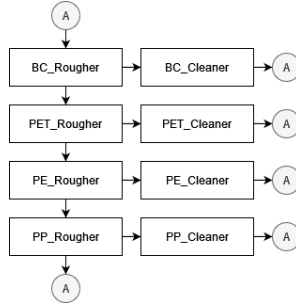 A
BC_Rougher BC_Cleaner A
PET_Rougher PET_Cleaner A
PE_Rougher PE_Cleaner A
PP_Rougher PP_Cleaner A
A